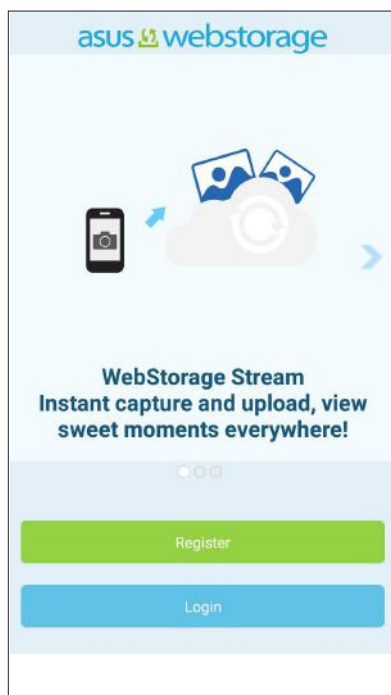 asus webstorage
WebStorage Stream
Instant capture and upload, view
sweet moments everywhere!
Register
Login